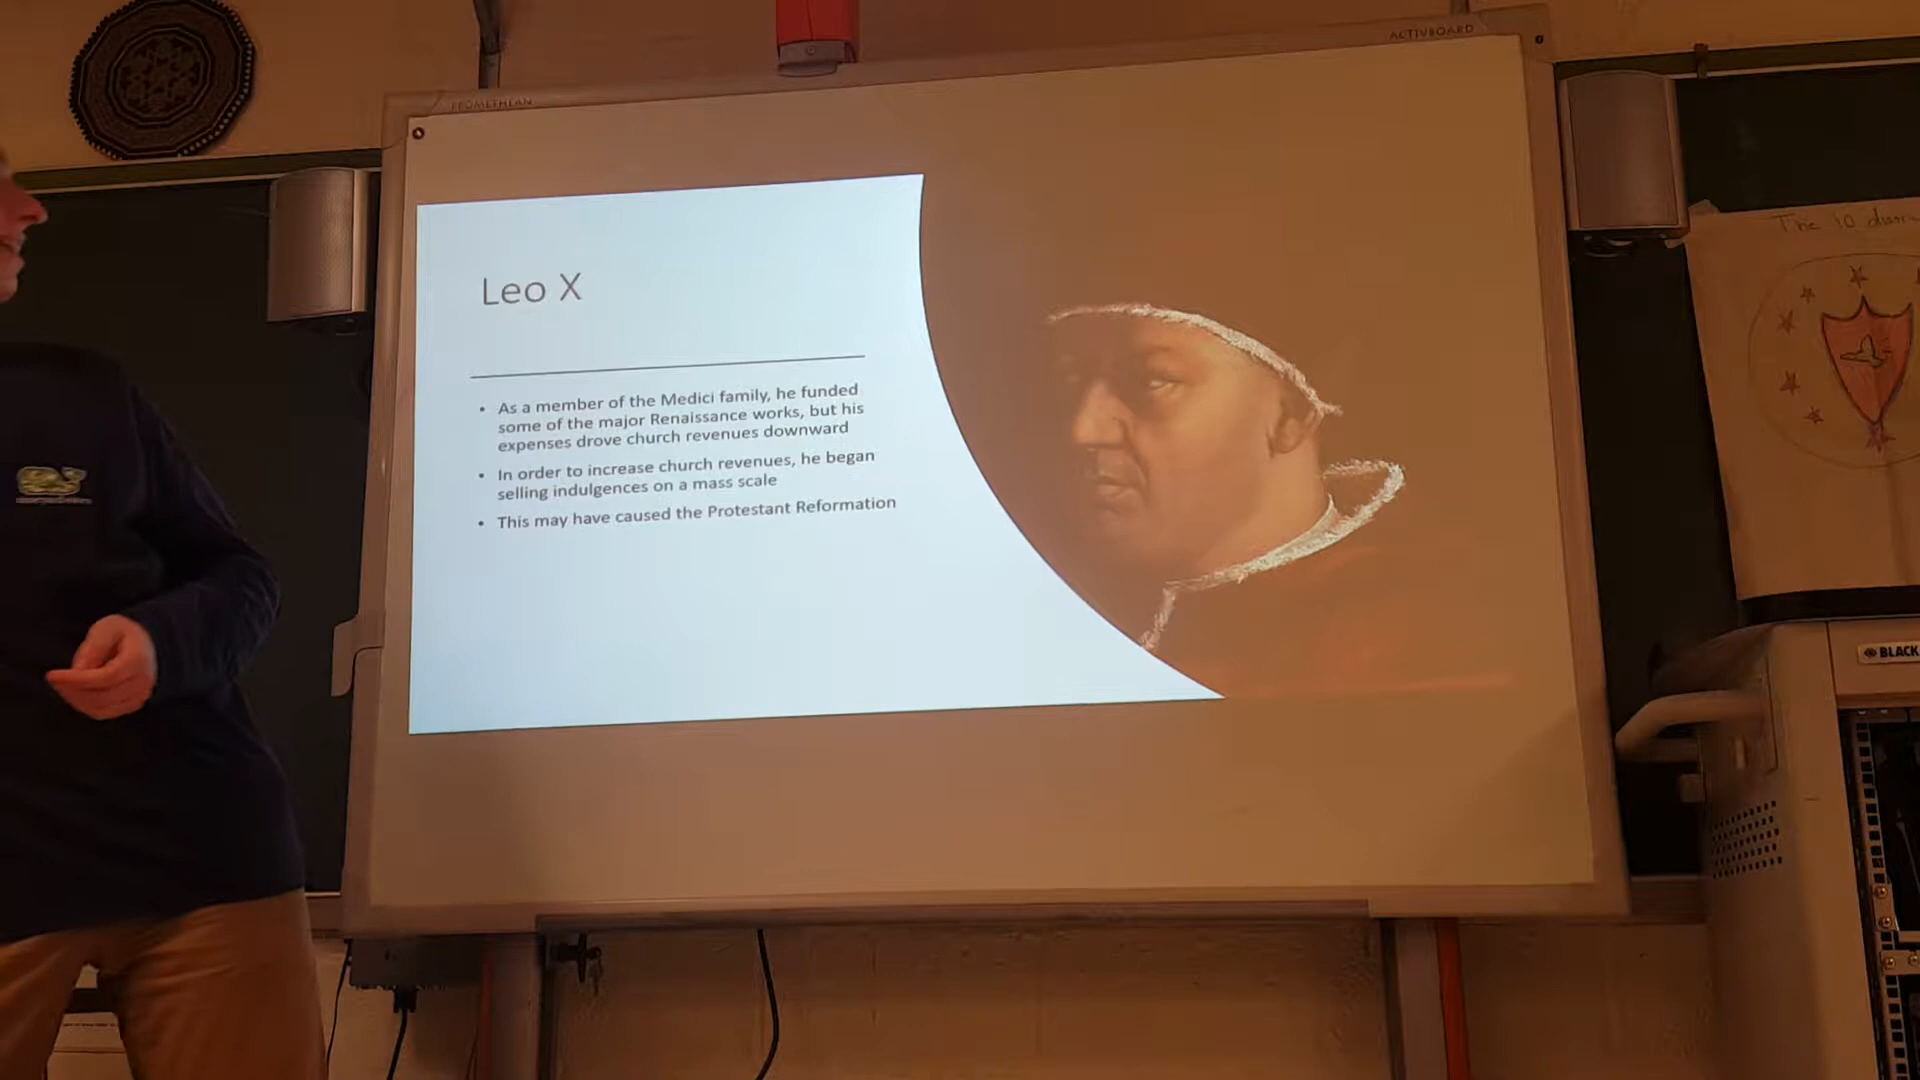 ACTIVBOARD
PROMETHEAN
The 10
Leo X
• As a member of the Medici family, he funded
some of the major Renaissance works, but his
expenses drove church revenues downward
• In order to increase church revenues, he began
selling indulgences on a mass scale
• This may have caused the Protestant Reformation
BLACK